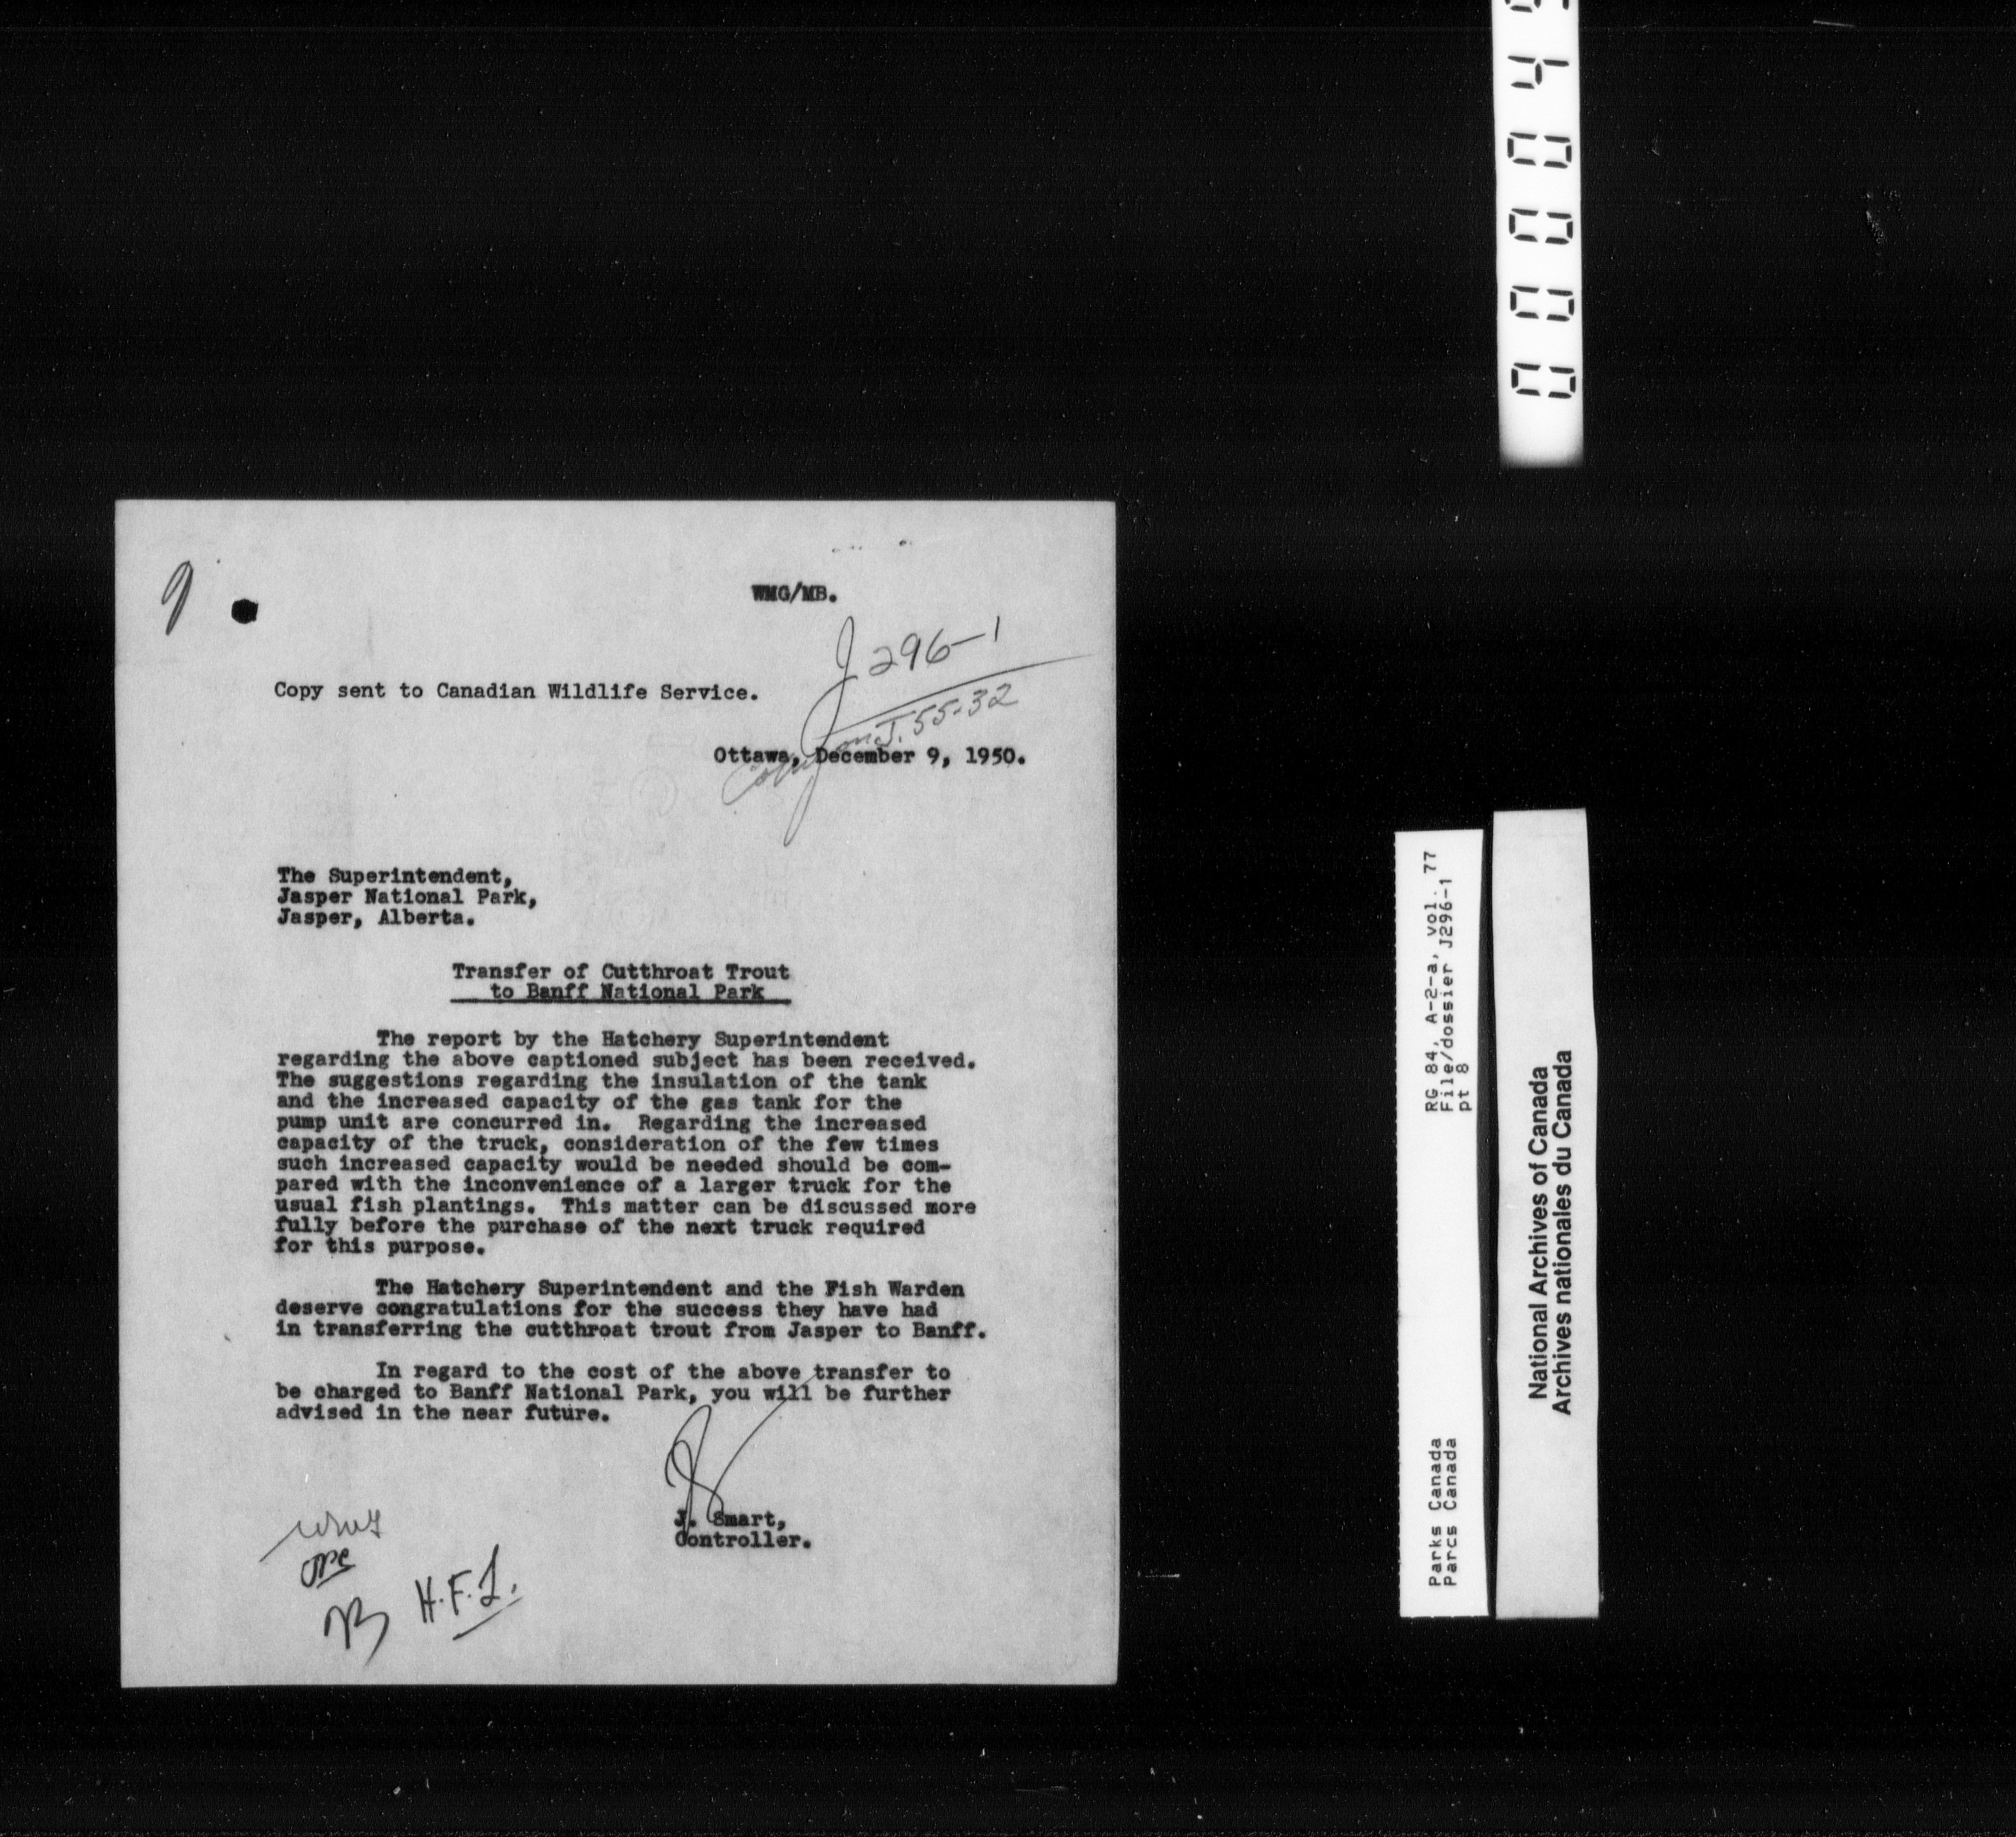 WMG/MB.
J 296-1
Copy sent to Canadian Wildlife Service.
Copy on J. 55-32
Ottawa, December 9, 1950.
The Superintendent,
Jasper National Park,
Jasper, Alberta.
Transfer of Cutthroat Trout
to Banff National Park
The report by the Hatchery Superintendent
regarding the above captioned subject has been received.
The suggestions regarding the insulation of the tank
and the increased capacity of the gas tank for the
pump unit are concurred in. Regarding the increased
capacity of the truck, consideration of the few times
such increased capacity would be needed should be com-
pared with the inconvenience of a larger truck for the
usual fish plantings. This matter can be discussed more
fully before the purchase of the next truck required
for this purpose.
The Hatchery Superintendent and the Fish Warden
deserve congratulations for the success they have had
in transferring the cutthroat trout from Jasper to Banff.
In regard to the cost of the above transfer to
be charged to Banff National Park, you will be further
advised in the near future.
J. Smart,
Controller.
H.F.L.
RG 84, A-2-a, vol. 77
File/dossier J296-1
pt 8
Parks Canada
Parcs Canada
National Archives of Canada
Archives nationales du Canada